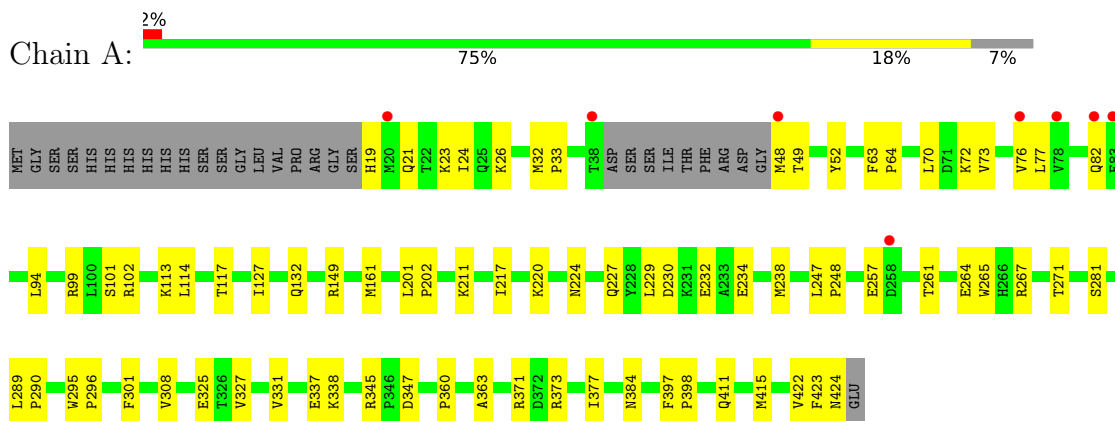 2%
Chain A:
75% 18% 7%
MET GLY SER SER HIS HIS HIS HIS HIS HIS SER SER GLY LEU VAL PRO ARG GLY SER H19 M20 Q21 T22 K23 I24 Q25 K26 M32 P33 T38 ASP SER SER ILE THR PHE ARG ASP GLY M48 T49 Y52 F63 P64 L70 D71 K72 V73 V76 L77 V78 Q82
L94 R99 L100 S101 R102 K113 L114 T117 I127 Q132 R149 M161 L201 P202 K211 I217 K220 N224 Q227 Y228 L229 D230 K231 E232 A233 E234 M238 L247 P248 E257 D258 T261 E264 W265 H266 R267 T271 S281
L289 P290 W295 P296 F301 V308 E325 T326 V327 V331 E337 K338 R345 P346 D347 P360 A363 R371 D372 R373 I377 N384 F397 P398 Q411 M415 V422 F423 N424 GLU